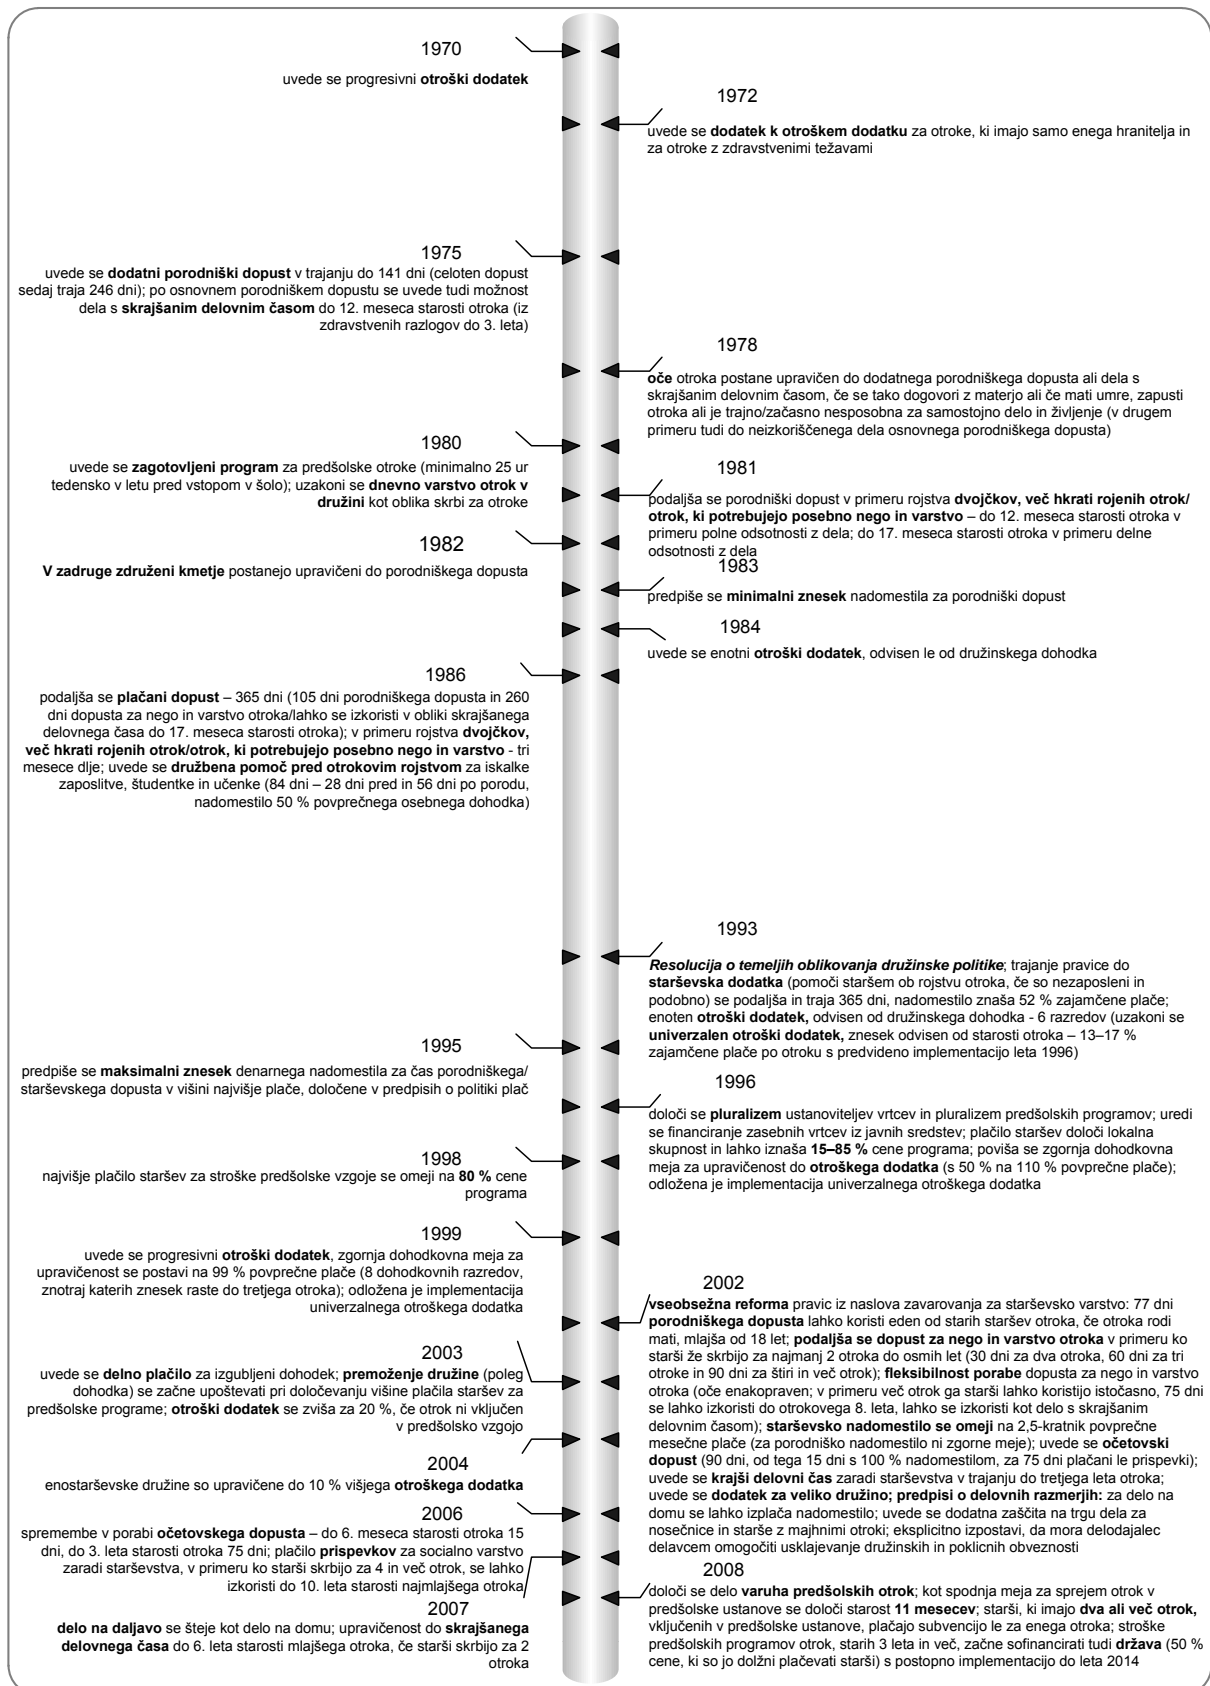 1970
uvede se progresivni otroški dodatek
1972
uvede se dodatek k otroškem dodatku za otroke, ki imajo samo enega hranitelja in
za otroke z zdravstvenimi težavami
1975
uvede se dodatni porodniški dopust v trajanju do 141 dni (celoten dopust
sedaj traja 246 dni); po osnovnem porodniškem dopustu se uvede tudi možnost
dela s skrajšanim delovnim časom do 12. meseca starosti otroka (iz
zdravstvenih razlogov do 3. leta)
1978
oče otroka postane upravičen do dodatnega porodniškega dopusta ali dela s
skrajšanim delovnim časom, če se tako dogovori z materjo ali če mati umre, zapusti
otroka ali je trajno/začasno nesposobna za samostojno delo in življenje (v drugem
primeru tudi do neizkoriščenega dela osnovnega porodniškega dopusta)
1980
uvede se zagotovljeni program za predšolske otroke (minimalno 25 ur
tedensko v letu pred vstopom v šolo); uzakoni se dnevno varstvo otrok v
družini kot oblika skrbi za otroke
1981
podaljša se porodniški dopust v primeru rojstva dvojčkov, več hkrati rojenih otrok/
otrok, ki potrebujejo posebno nego in varstvo – do 12. meseca starosti otroka v
primeru polne odsotnosti z dela; do 17. meseca starosti otroka v primeru delne
odsotnosti z dela
1982
V zadruge združeni kmetje postanejo upravičeni do porodniškega dopusta
1983
predpiše se minimalni znesek nadomestila za porodniški dopust
1984
uvede se enotni otroški dodatek, odvisen le od družinskega dohodka
1986
podaljša se plačani dopust – 365 dni (105 dni porodniškega dopusta in 260
dni dopusta za nego in varstvo otroka/lahko se izkoristi v obliki skrajšanega
delovnega časa do 17. meseca starosti otroka); v primeru rojstva dvojčkov,
več hkrati rojenih otrok/otrok, ki potrebujejo posebno nego in varstvo - tri
mesece dlje; uvede se družbena pomoč pred otrokovim rojstvom za iskalke
zaposlitve, študentke in učenke (84 dni – 28 dni pred in 56 dni po porodu,
nadomestilo 50 % povprečnega osebnega dohodka)
1993
Resolucija o temeljih oblikovanja družinske politike; trajanje pravice do
starševska dodatka (pomoči staršem ob rojstvu otroka, če so nezaposleni in
podobno) se podaljša in traja 365 dni, nadomestilo znaša 52 % zajamčene plače;
enoten otroški dodatek, odvisen od družinskega dohodka - 6 razredov (uzakoni se
univerzalen otroški dodatek, znesek odvisen od starosti otroka – 13–17 %
zajamčene plače po otroku s predvideno implementacijo leta 1996)
1995
predpiše se maksimalni znesek denarnega nadomestila za čas porodniškega/
starševskega dopusta v višini najvišje plače, določene v predpisih o politiki plač
1996
določi se pluralizem ustanoviteljev vrtcev in pluralizem predšolskih programov; uredi
se financiranje zasebnih vrtcev iz javnih sredstev; plačilo staršev določi lokalna
skupnost in lahko iznaša 15–85 % cene programa; poviša se zgornja dohodkovna
meja za upravičenost do otroškega dodatka (s 50 % na 110 % povprečne plače);
odložena je implementacija univerzalnega otroškega dodatka
1998
najvišje plačilo staršev za stroške predšolske vzgoje se omeji na 80 % cene
programa
1999
uvede se progresivni otroški dodatek, zgornja dohodkovna meja za
upravičenost se postavi na 99 % povprečne plače (8 dohodkovnih razredov,
znotraj katerih znesek raste do tretjega otroka); odložena je implementacija
univerzalnega otroškega dodatka
2002
vseobsežna reforma pravic iz naslova zavarovanja za starševsko varstvo: 77 dni
porodniškega dopusta lahko koristi eden od starih staršev otroka, če otroka rodi
mati, mlajša od 18 let; podaljša se dopust za nego in varstvo otroka v primeru ko
starši že skrbijo za najmanj 2 otroka do osmih let (30 dni za dva otroka, 60 dni za tri
otroke in 90 dni za štiri in več otrok); fleksibilnost porabe dopusta za nego in varstvo
otroka (oče enakopraven; v primeru več otrok ga starši lahko koristijo istočasno, 75 dni
se lahko izkoristi do otrokovega 8. leta, lahko se izkoristi kot delo s skrajšanim
delovnim časom); starševsko nadomestilo se omeji na 2,5-kratnik povprečne
mesečne plače (za porodniško nadomestilo ni zgorne meje); uvede se očetovski
dopust (90 dni, od tega 15 dni s 100 % nadomestilom, za 75 dni plačani le prispevki);
uvede se krajši delovni čas zaradi starševstva v trajanju do tretjega leta otroka;
uvede se dodatek za veliko družino; predpisi o delovnih razmerjih: za delo na
domu se lahko izplača nadomestilo; uvede se dodatna zaščita na trgu dela za
nosečnice in starše z majhnimi otroki; eksplicitno izpostavi, da mora delodajalec
delavcem omogočiti usklajevanje družinskih in poklicnih obveznosti
2003
uvede se delno plačilo za izgubljeni dohodek; premoženje družine (poleg
dohodka) se začne upoštevati pri določevanju višine plačila staršev za
predšolske programe; otroški dodatek se zviša za 20 %, če otrok ni vključen
v predšolsko vzgojo
2004
enostarševske družine so upravičene do 10 % višjega otroškega dodatka
2006
spremembe v porabi očetovskega dopusta – do 6. meseca starosti otroka 15
dni, do 3. leta starosti otroka 75 dni; plačilo prispevkov za socialno varstvo
zaradi starševstva, v primeru ko starši skrbijo za 4 in več otrok, se lahko
izkoristi do 10. leta starosti najmlajšega otroka
2007
delo na daljavo se šteje kot delo na domu; upravičenost do skrajšanega
delovnega časa do 6. leta starosti mlajšega otroka, če starši skrbijo za 2
otroka
2008
določi se delo varuha predšolskih otrok; kot spodnja meja za sprejem otrok v
predšolske ustanove se določi starost 11 mesecev; starši, ki imajo dva ali več otrok,
vključenih v predšolske ustanove, plačajo subvencijo le za enega otroka; stroške
predšolskih programov otrok, starih 3 leta in več, začne sofinancirati tudi država (50 %
cene, ki so jo dolžni plačevati starši) s postopno implementacijo do leta 2014